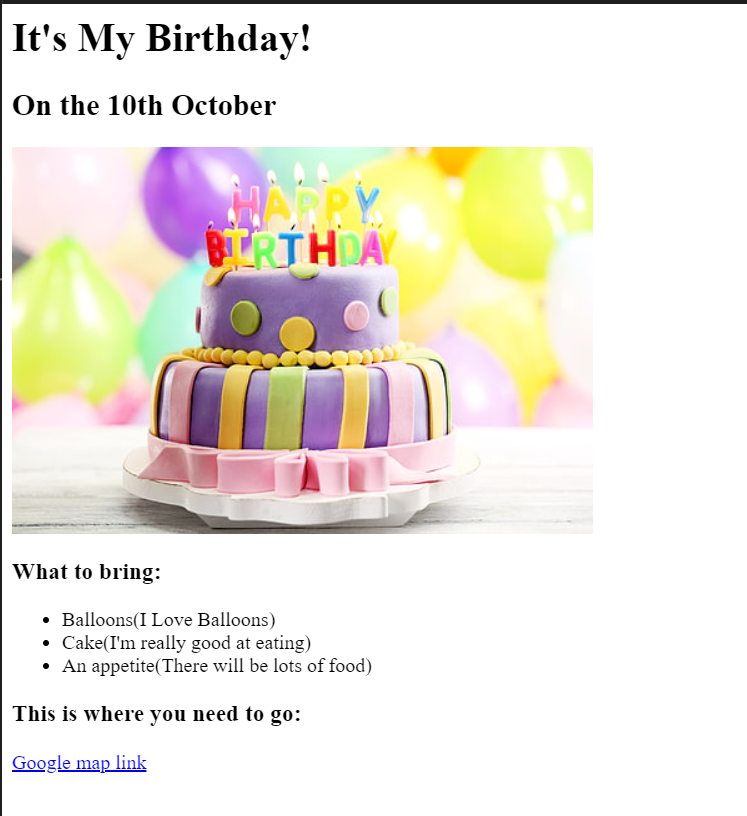 It's My Birthday!
On the 10th October
HAPPY
BIRTHDAY
What to bring:
Balloons(I Love Balloons)
Cake(I'm really good at eating)
An appetite(There will be lots of food)
This is where you need to go:
Google map link